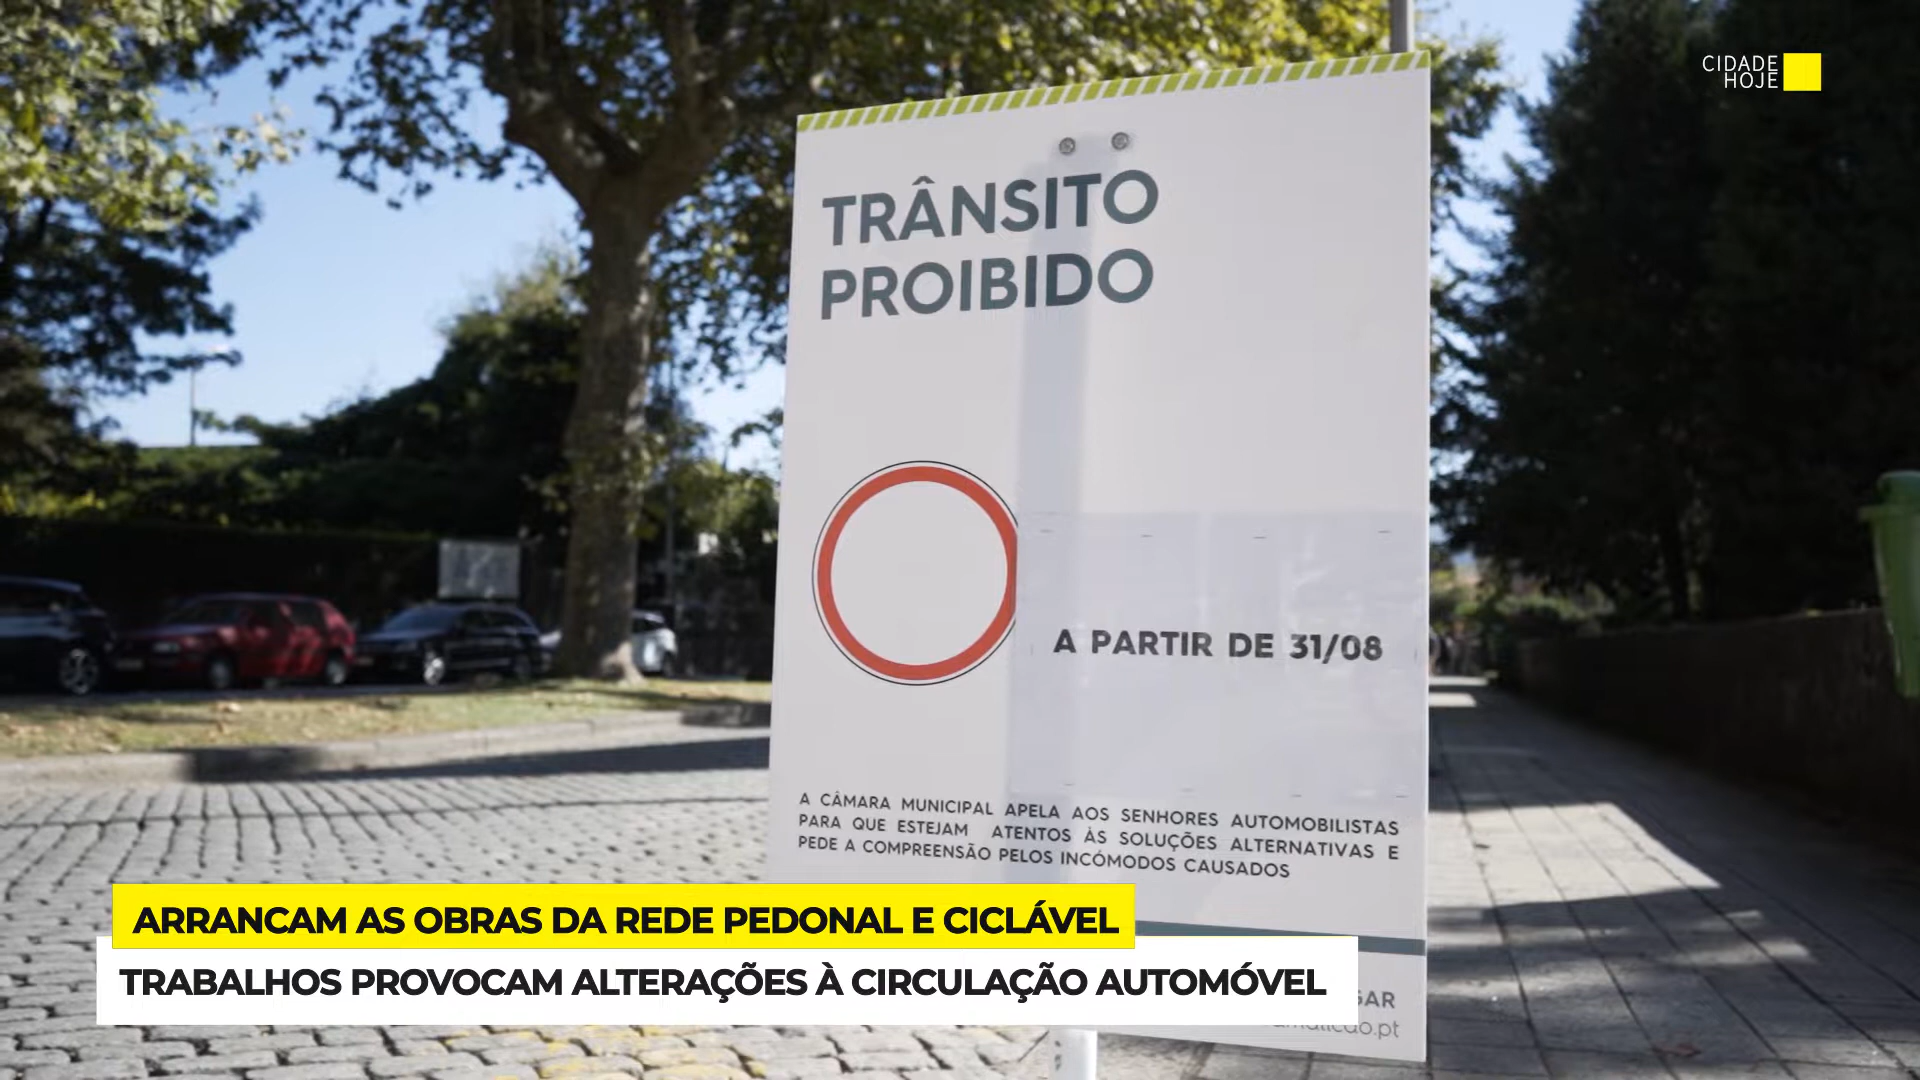 CIDADE
HOJE
TRÂNSITO
PROIBIDO
A PARTIR DE 31/08
A CÂMARA MUNICIPAL APELA AOS SENHORES AUTOMOBILISTAS
PARA QUE ESTEJAM ATENTOS ÀS SOLUÇÕES ALTERNATIVAS E
PEDE A COMPREENSÃO PELOS INCÓMODOS CAUSADOS
ARRANCAM AS OBRAS DA REDE PEDONAL E CICLÁVEL
TRABALHOS PROVOCAM ALTERAÇÕES À CIRCULAÇÃO AUTOMÓVEL